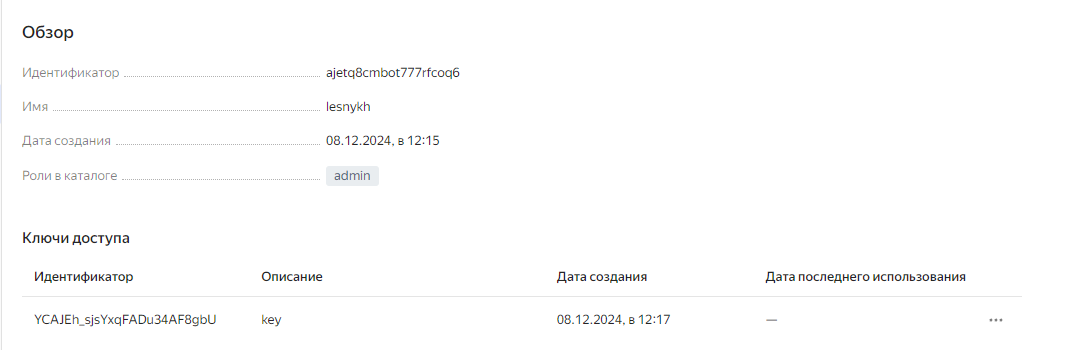 Обзор
Идентификатор ajetq8cmbot777rfcoq6
Имя lesnykh
Дата создания 08.12.2024, в 12:15
Роли в каталоге admin
Ключи доступа
Идентификатор Описание Дата создания Дата последнего использования
YCAJEh_sjsYxqFADu34AF8gbU key 08.12.2024, в 12:17 —